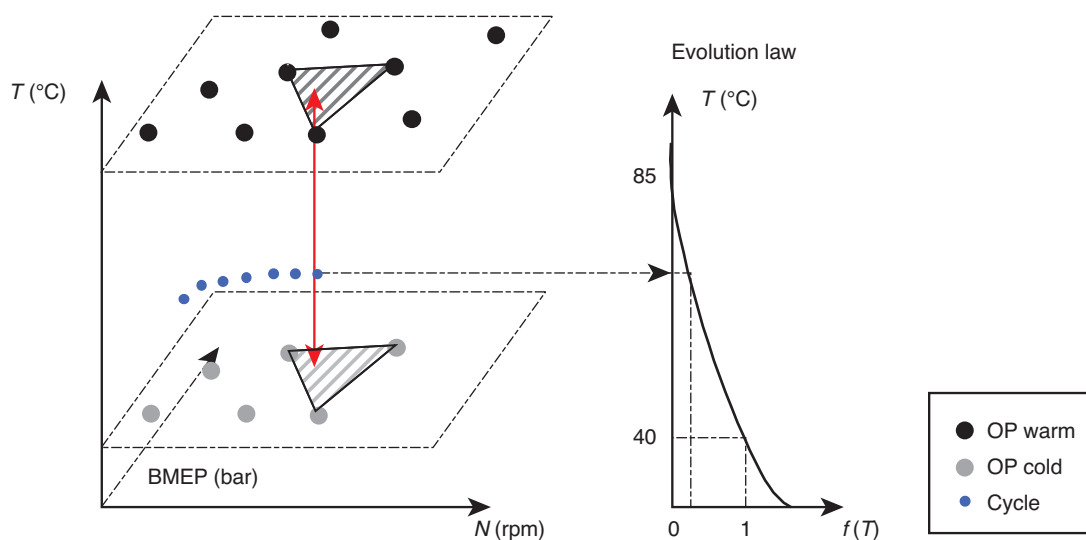 T (°C)
BMEP (bar)
N (rpm)
Evolution law
T (°C)
85
40
0
1
f (T)
OP warm
OP cold
Cycle